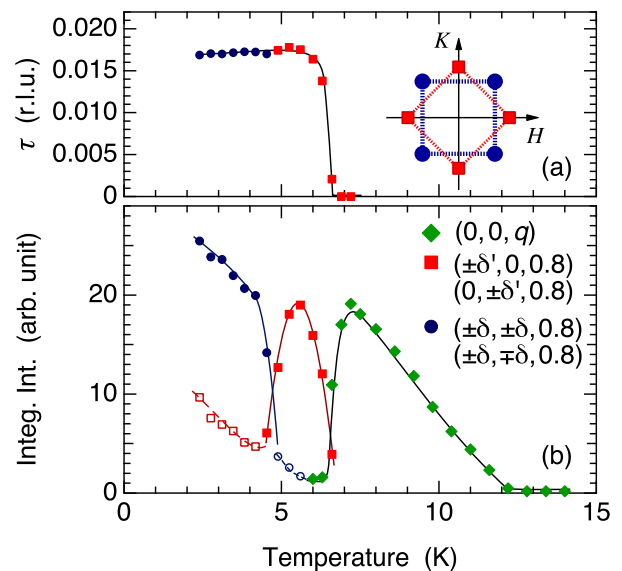 0.020
0.015
0.010
0.005
0
τ (r.l.u.)
K
H
(a)
20
10
0
Integ. Int. (arb. unit)
(0, 0, q)
(±δ', 0, 0.8)
(0, ±δ', 0.8)
(±δ, ±δ, 0.8)
(±δ, ∓δ, 0.8)
(b)
0 5 10 15
Temperature (K)